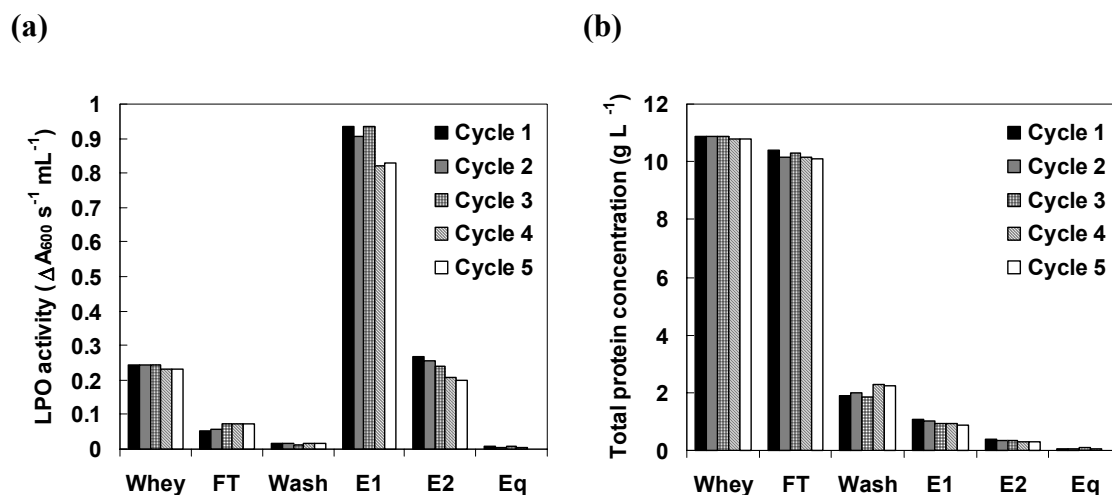 (a)
(b)
LPO activity (ΔA600 s⁻¹ mL⁻¹)
1
0.9
0.8
0.7
0.6
0.5
0.4
0.3
0.2
0.1
0
Cycle 1
Cycle 2
Cycle 3
Cycle 4
Cycle 5
Whey FT Wash E1 E2 Eq
Total protein concentration (g L⁻¹)
12
10
8
6
4
2
0
Cycle 1
Cycle 2
Cycle 3
Cycle 4
Cycle 5
Whey FT Wash E1 E2 Eq